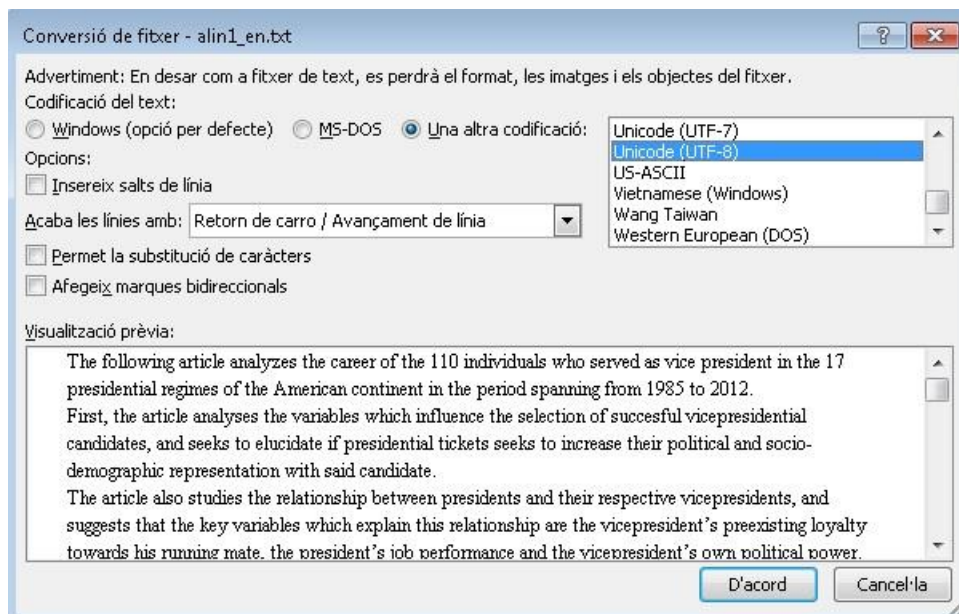 Conversió de fitxer - alin1_en.txt
Advertiment: En desar com a fitxer de text, es perdrà el format, les imatges i els objectes del fitxer.
Codificació del text:
Windows (opció per defecte) MS-DOS Una altra codificació:
Unicode (UTF-7)
Unicode (UTF-8)
US-ASCII
Vietnamese (Windows)
Wang Taiwan
Western European (DOS)
Opcions:
Insereix salts de línia
Acaba les línies amb: Retorn de carro / Avançament de línia
Permet la substitució de caràcters
Afegeix marques bidireccionals
Visualització prèvia:
The following article analyzes the career of the 110 individuals who served as vice president in the 17
presidential regimes of the American continent in the period spanning from 1985 to 2012.
First, the article analyses the variables which influence the selection of succesful vicepresidential
candidates, and seeks to elucidate if presidential tickets seeks to increase their political and socio-
demographic representation with said candidate.
The article also studies the relationship between presidents and their respective vicepresidents, and
suggests that the key variables which explain this relationship are the vicepresident's preexisting loyalty
towards his running mate, the president's job performance and the vicepresident's own political power.
D'acord Cancel·la